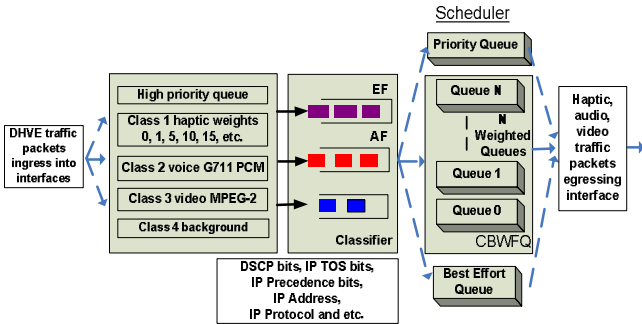 Scheduler
DHVE traffic
packets
ingress into
interfaces
High priority queue
Class 1 haptic weights
0, 1, 5, 10, 15, etc.
Class 2 voice G711 PCM
Class 3 video MPEG-2
Class 4 background
EF
AF
Classifier
DSCP bits, IP TOS bits,
IP Precedence bits,
IP Address,
IP Protocol and etc.
Priority Queue
Queue N
N
Weighted
Queues
Queue 1
Queue 0
CBWFQ
Best Effort
Queue
Haptic,
audio,
video
traffic
packets
egressing
interface